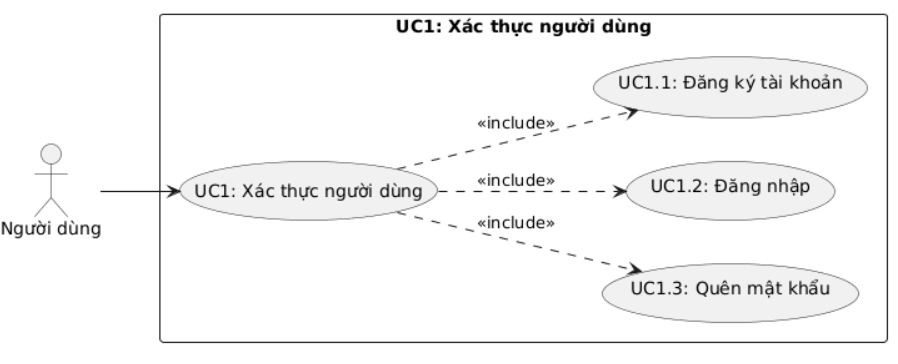 UC1: Xác thực người dùng
UC1.1: Đăng ký tài khoản
«include»
UC1: Xác thực người dùng
«include»
UC1.2: Đăng nhập
Người dùng
«include»
UC1.3: Quên mật khẩu